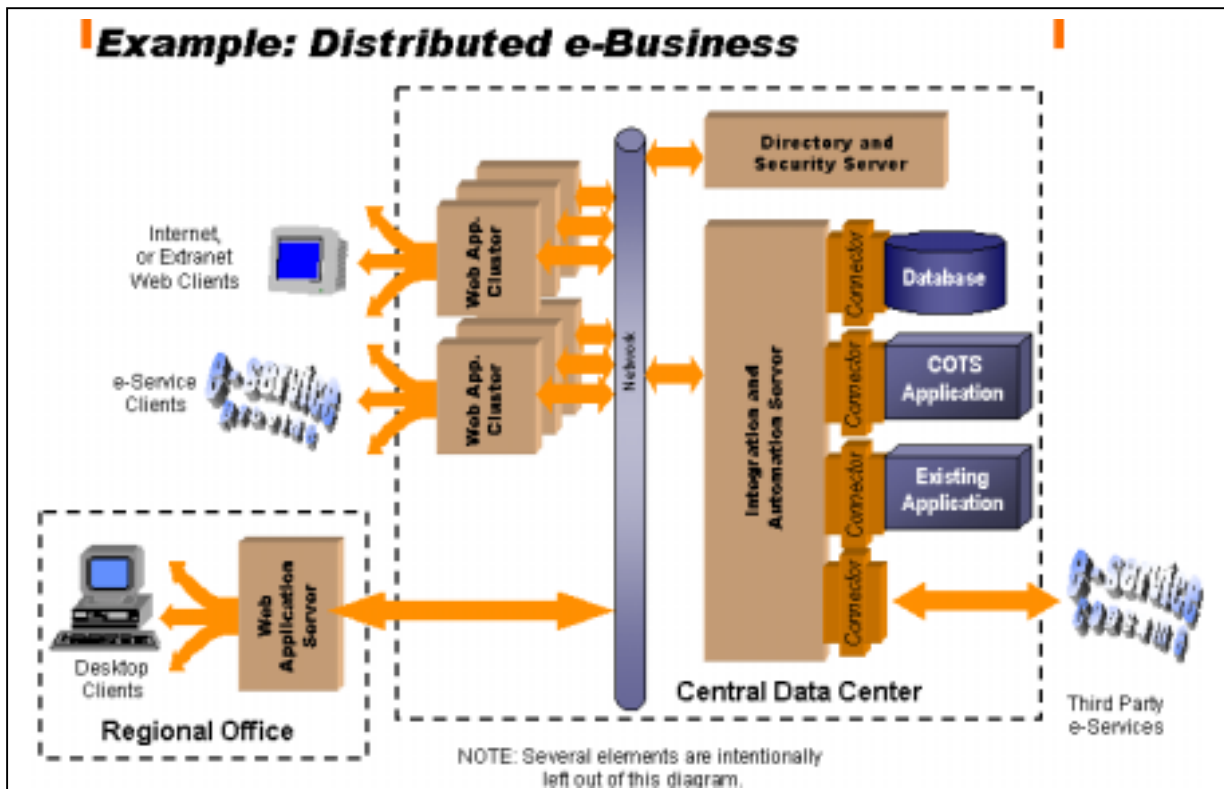 Example: Distributed e-Business
Directory and
Security Server
Internet,
or Extranet
Web Clients
Web App.
Cluster
e-Service
Clients
e-service
Web App.
Cluster
Network
Integration and
Automation Server
Connector
Database
Connector
COTS
Application
Connector
Existing
Application
Connector
e-service
Third Party
e-Services
Desktop
Clients
Web
Application
Server
Regional Office
Central Data Center
NOTE: Several elements are intentionally
left out of this diagram.